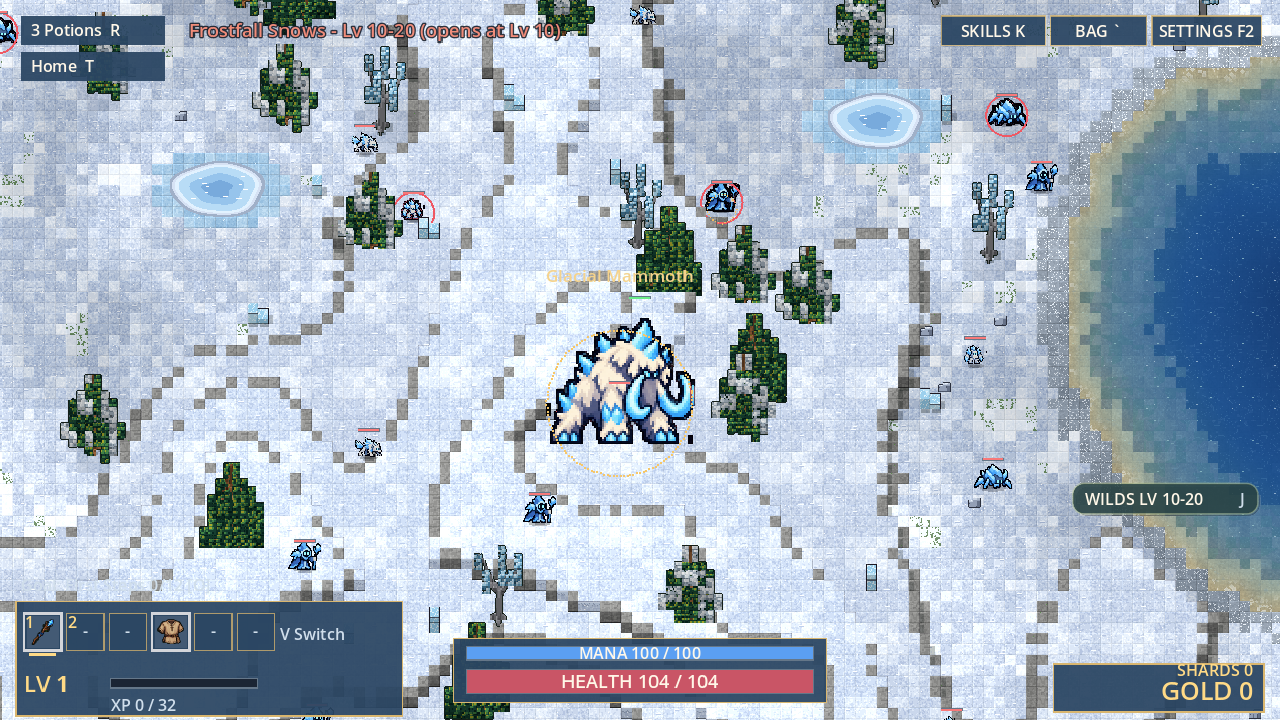 3 Potions R
Frostfall Snows - Lv 10-20 (opens at Lv 10)
SKILLS K
BAG `
SETTINGS F2
Home T
Glacial Mammoth
WILDS LV 10-20 J
1
2
-
-
-
-
V Switch
LV 1
XP 0 / 32
MANA 100 / 100
HEALTH 104 / 104
SHARDS 0
GOLD 0